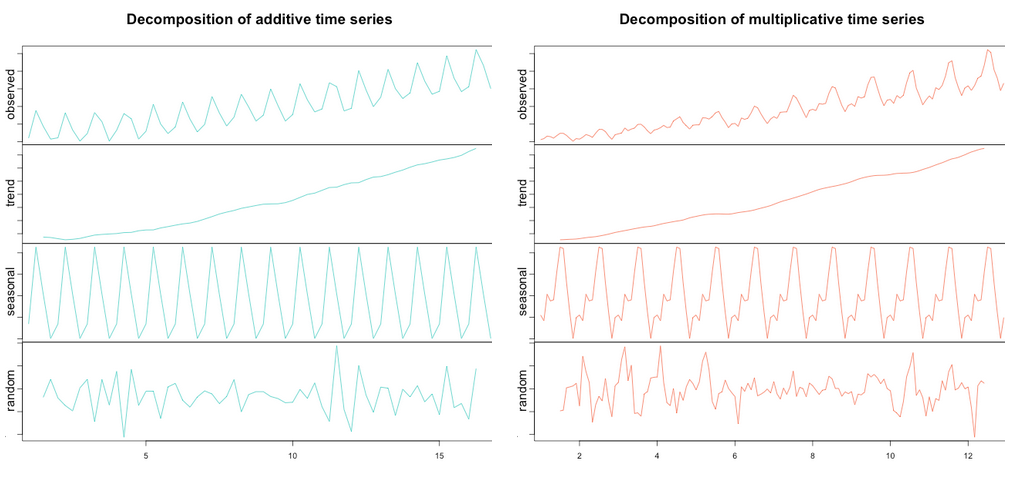 Decomposition of additive time series
observed
trend
seasonal
random
5 10 15
Decomposition of multiplicative time series
observed
trend
seasonal
random
2 4 6 8 10 12